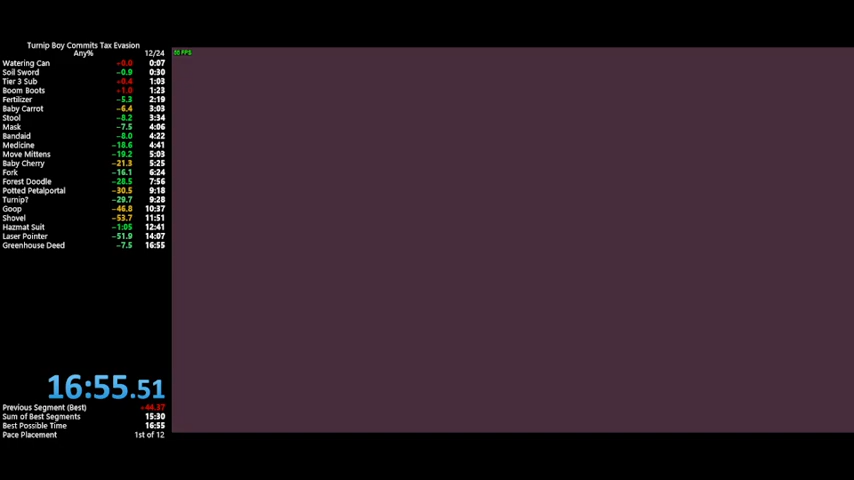 Turnip Boy Commits Tax Evasion
Any% 12/24
Watering Can +0.0 0:07
Soil Sword −0.9 0:30
Tier 3 Sub +0.4 1:03
Boom Boots +1.0 1:23
Fertilizer −5.3 2:19
Baby Carrot −6.4 3:03
Stool −8.2 3:34
Mask −7.5 4:06
Bandaid −8.0 4:22
Medicine −18.6 4:41
Move Mittens −19.2 5:03
Baby Cherry −21.3 5:25
Fork −16.1 6:24
Forest Doodle −28.5 7:56
Potted Petalportal −30.5 9:18
Turnip? −29.7 9:28
Goop −46.8 10:37
Shovel −53.7 11:51
Hazmat Suit −1:05 12:41
Laser Pointer −51.9 14:07
Greenhouse Deed −7.5 16:55
16:55.51
Previous Segment (Best) +44.37
Sum of Best Segments 15:30
Best Possible Time 16:55
Pace Placement 1st of 12